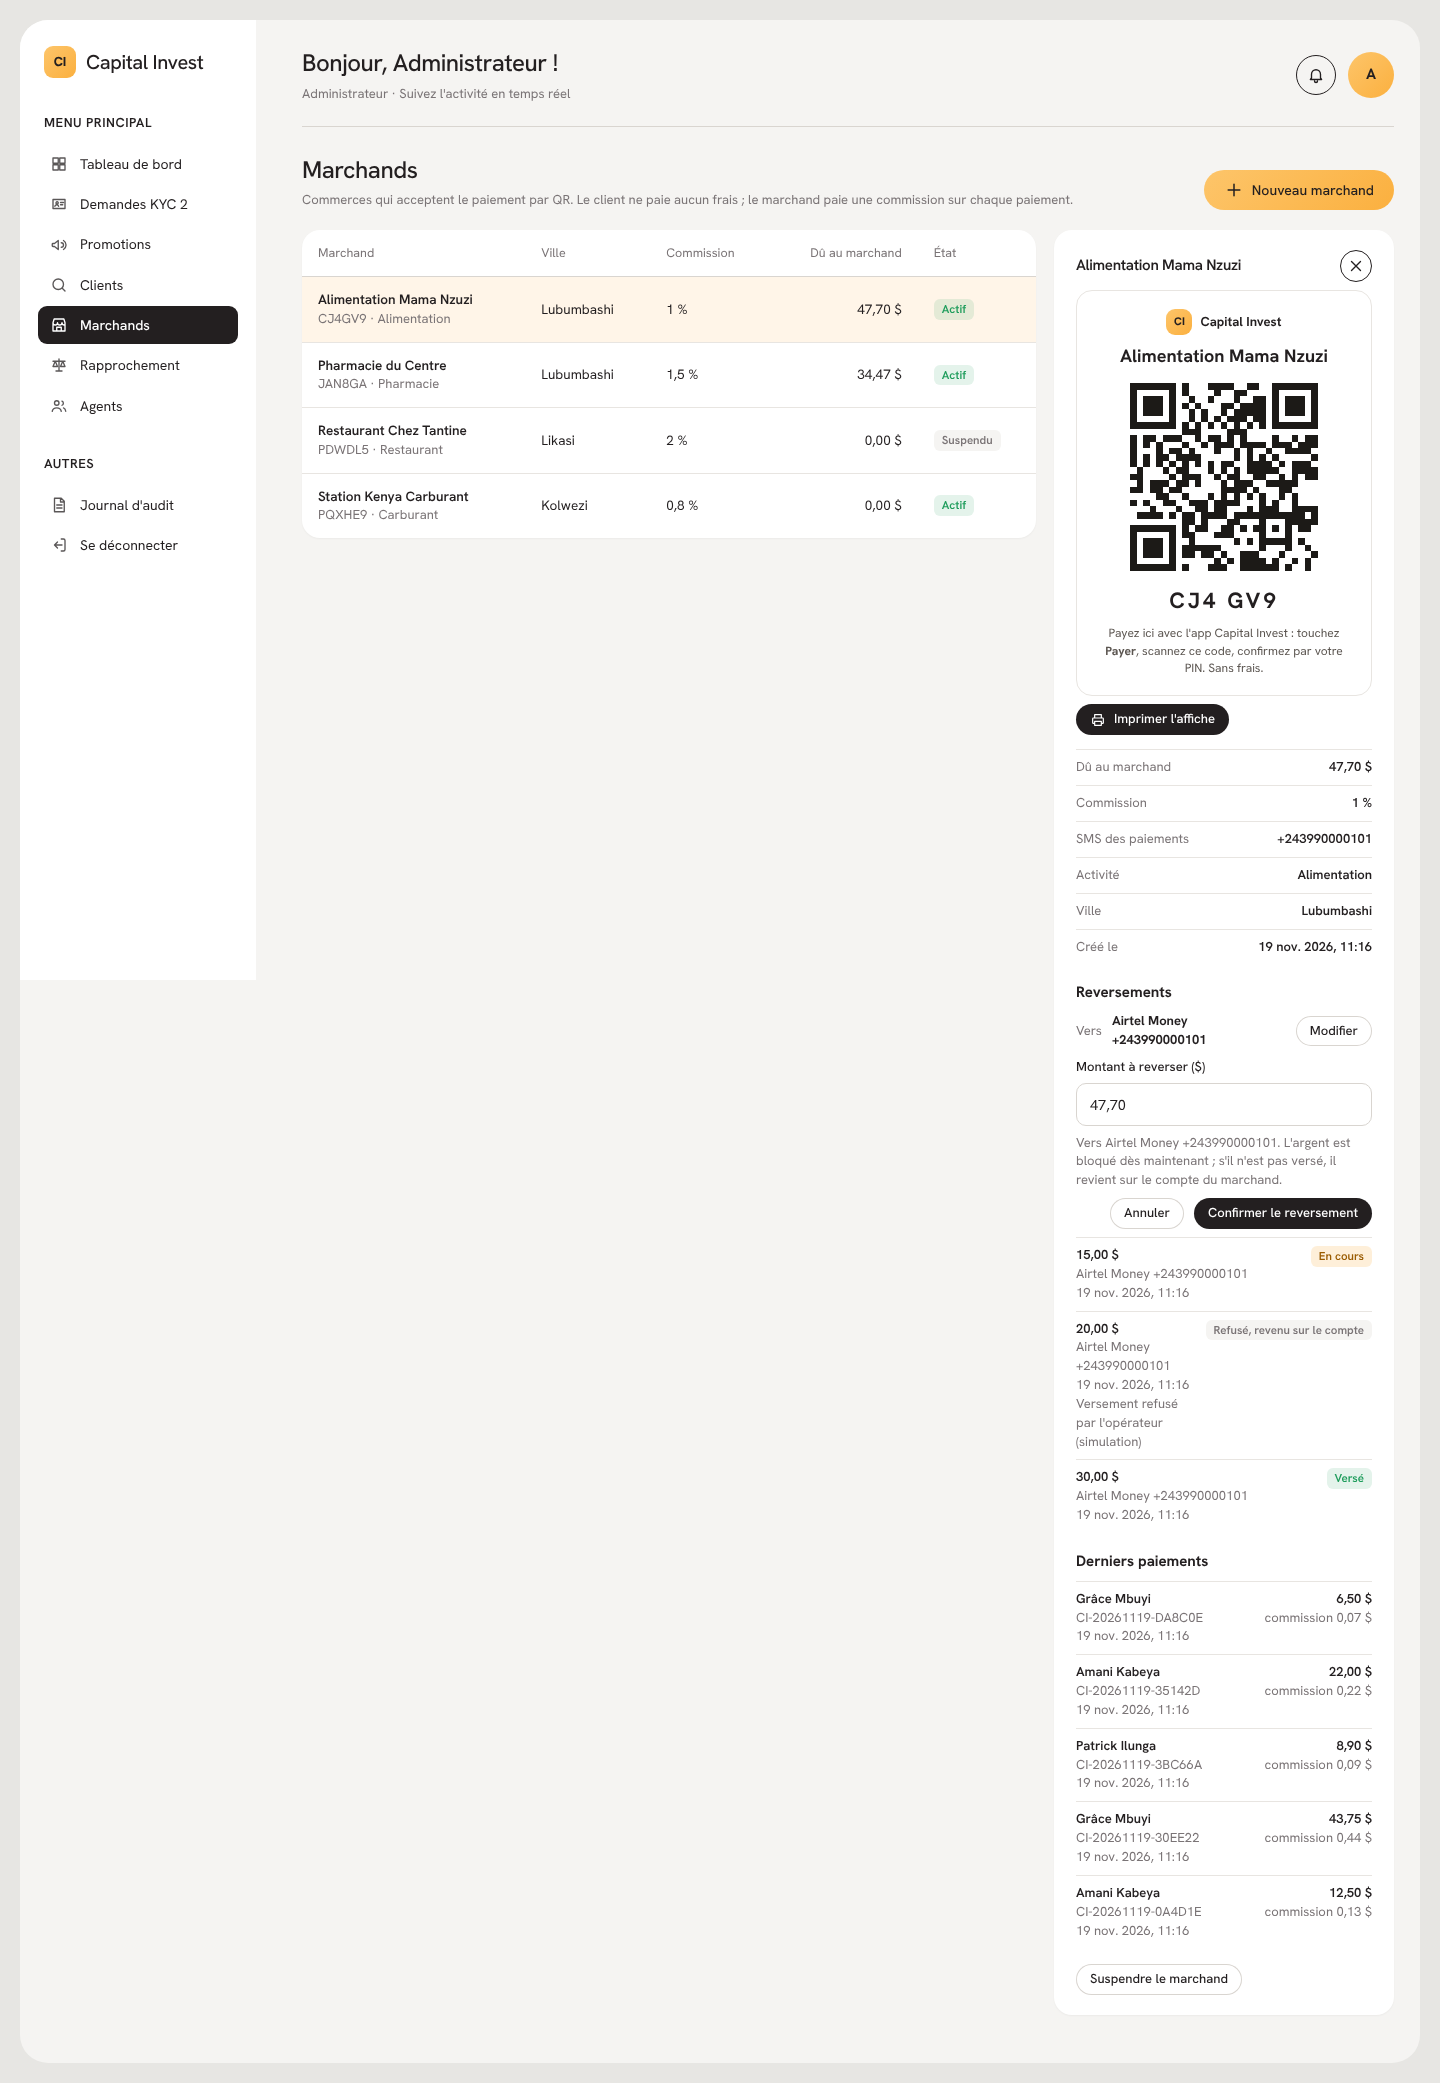 CI Capital Invest
MENU PRINCIPAL
Tableau de bord
Demandes KYC 2
Promotions
Clients
Marchands
Rapprochement
Agents
AUTRES
Journal d'audit
Se déconnecter
Bonjour, Administrateur !
Administrateur · Suivez l'activité en temps réel
A
Marchands
Commerces qui acceptent le paiement par QR. Le client ne paie aucun frais ; le marchand paie une commission sur chaque paiement.
Nouveau marchand
Marchand Ville Commission Dû au marchand État
Alimentation Mama Nzuzi
CJ4GV9 · Alimentation
Lubumbashi 1 % 47,70 $ Actif
Pharmacie du Centre
JAN8GA · Pharmacie
Lubumbashi 1,5 % 34,47 $ Actif
Restaurant Chez Tantine
PDWDL5 · Restaurant
Likasi 2 % 0,00 $ Suspendu
Station Kenya Carburant
PQXHE9 · Carburant
Kolwezi 0,8 % 0,00 $ Actif
Alimentation Mama Nzuzi
CI Capital Invest
Alimentation Mama Nzuzi
CJ4 GV9
Payez ici avec l'app Capital Invest : touchez
Payer, scannez ce code, confirmez par votre
PIN. Sans frais.
Imprimer l'affiche
Dû au marchand 47,70 $
Commission 1 %
SMS des paiements +243990000101
Activité Alimentation
Ville Lubumbashi
Créé le 19 nov. 2026, 11:16
Reversements
Vers Airtel Money
+243990000101
Modifier
Montant à reverser ($)
47,70
Vers Airtel Money +243990000101. L'argent est
bloqué dès maintenant ; s'il n'est pas versé, il
revient sur le compte du marchand.
Annuler Confirmer le reversement
15,00 $ En cours
Airtel Money +243990000101
19 nov. 2026, 11:16
20,00 $ Refusé, revenu sur le compte
Airtel Money
+243990000101
19 nov. 2026, 11:16
Versement refusé
par l'opérateur
(simulation)
30,00 $ Versé
Airtel Money +243990000101
19 nov. 2026, 11:16
Derniers paiements
Grâce Mbuyi 6,50 $
CI-20261119-DA8C0E commission 0,07 $
19 nov. 2026, 11:16
Amani Kabeya 22,00 $
CI-20261119-35142D commission 0,22 $
19 nov. 2026, 11:16
Patrick Ilunga 8,90 $
CI-20261119-3BC66A commission 0,09 $
19 nov. 2026, 11:16
Grâce Mbuyi 43,75 $
CI-20261119-30EE22 commission 0,44 $
19 nov. 2026, 11:16
Amani Kabeya 12,50 $
CI-20261119-0A4D1E commission 0,13 $
19 nov. 2026, 11:16
Suspendre le marchand